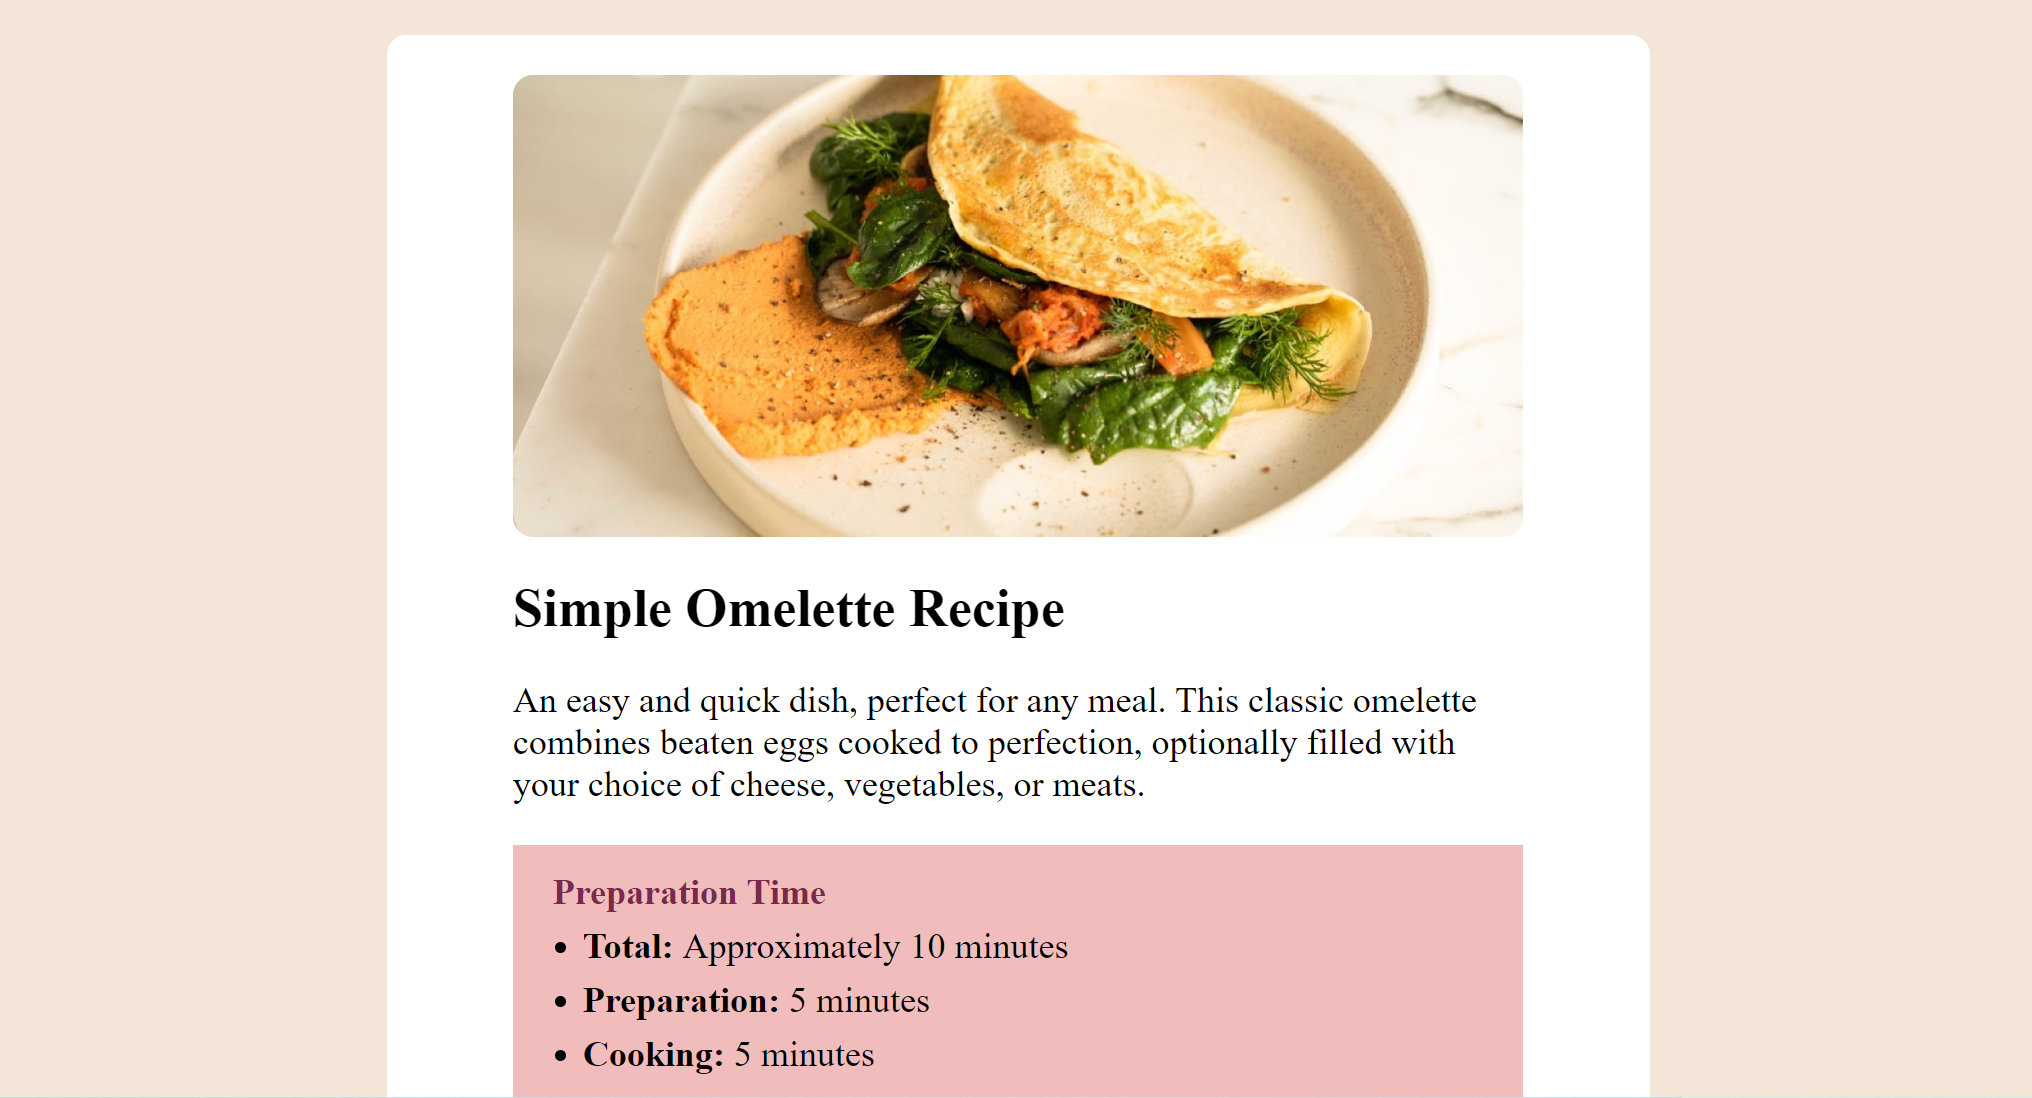 Simple Omelette Recipe
An easy and quick dish, perfect for any meal. This classic omelette
combines beaten eggs cooked to perfection, optionally filled with
your choice of cheese, vegetables, or meats.
Preparation Time
• Total: Approximately 10 minutes
• Preparation: 5 minutes
• Cooking: 5 minutes